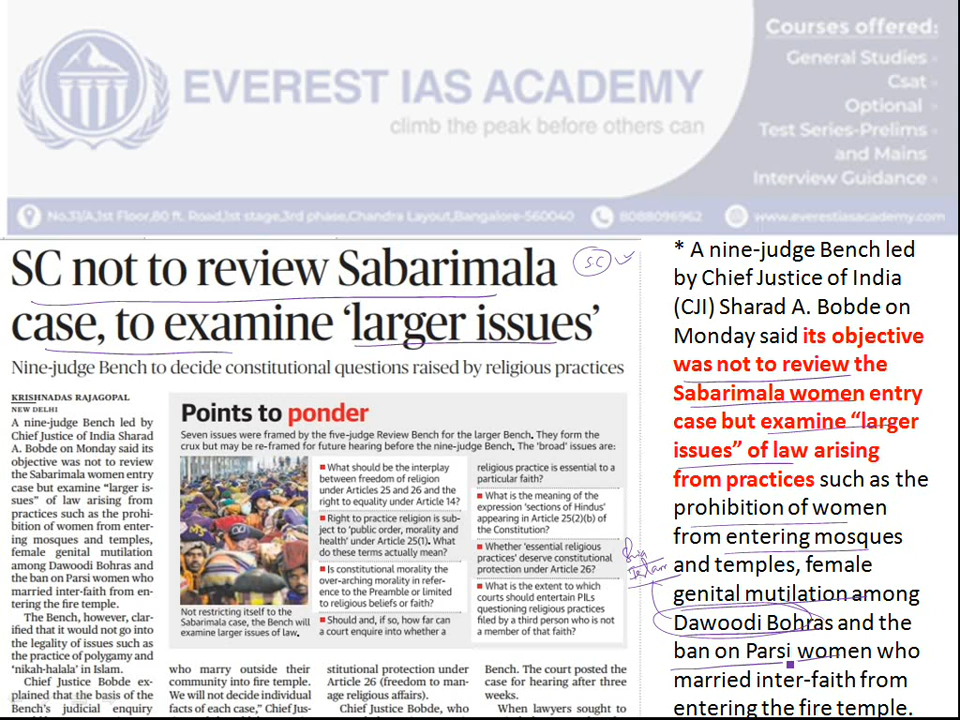 Courses offered:
General Studies
Csat
Optional
Test Series-Prelims
and Mains
Interview Guidance
EVEREST IAS ACADEMY
climb the peak before others can
No.31/A,1st Floor,80 ft. Road,1st stage,3rd phase,Chandra Layout,Bangalore-560040
8088096962
www.everestiasacademy.com
SC not to review Sabarimala
case, to examine ‘larger issues’
SC
Nine-judge Bench to decide constitutional questions raised by religious practices
KRISHNADAS RAJAGOPAL
NEW DELHI
A nine-judge Bench led by
Chief Justice of India Sharad
A. Bobde on Monday said its
objective was not to review
the Sabarimala women entry
case but examine “larger is-
sues” of law arising from
practices such as the prohi-
bition of women from enter-
ing mosques and temples,
female genital mutilation
among Dawoodi Bohras and
the ban on Parsi women who
married inter-faith from en-
tering the fire temple.
The Bench, however, clar-
ified that it would not go into
the legality of issues such as
the practice of polygamy and
‘nikah-halala’ in Islam.
Chief Justice Bobde ex-
plained that the basis of the
Bench’s judicial enquiry
Points to ponder
Seven issues were framed by the five-judge Review Bench for the larger Bench. They form the
crux but may be re-framed for future hearing before the nine-judge Bench. The ‘broad’ issues are:
Not restricting itself to the
Sabarimala case, the Bench will
examine larger issues of law.
■ What should be the interplay
between freedom of religion
under Articles 25 and 26 and the
right to equality under Article 14?
■ Right to practice religion is sub-
ject to ‘public order, morality and
health’ under Article 25(1). What
do these terms actually mean?
■ Is constitutional morality the
over-arching morality in refer-
ence to the Preamble or limited
to religious beliefs or faith?
■ Should and, if so, how far can
a court enquire into whether a
religious practice is essential to a
particular faith?
■ What is the meaning of the
expression ‘sections of Hindus’
appearing in Article 25(2)(b) of
the Constitution?
■ Whether ‘essential religious
practices’ deserve constitutional
protection under Article 26?
■ What is the extent to which
courts should entertain PILs
questioning religious practices
filed by a third person who is not
a member of that faith?
who marry outside their
community into fire temple.
We will not decide individual
facts of each case,” Chief Jus-
stitutional protection under
Article 26 (freedom to man-
age religious affairs).
Chief Justice Bobde, who
Bench. The court posted the
case for hearing after three
weeks.
When lawyers sought to
* A nine-judge Bench led
by Chief Justice of India
(CJI) Sharad A. Bobde on
Monday said its objective
was not to review the
Sabarimala women entry
case but examine “larger
issues” of law arising
from practices such as the
prohibition of women
from entering mosques
and temples, female
genital mutilation among
Dawoodi Bohras and the
ban on Parsi women who
married inter-faith from
entering the fire temple.